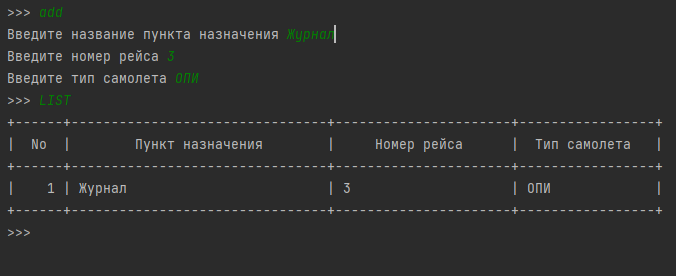 >>> add
Введите название пункта назначения Журнал
Введите номер рейса 3
Введите тип самолета ОПИ
>>> LIST
+------+--------------------------------+----------------------+-----------------+
|  No  |        Пункт назначения        |     Номер рейса      |  Тип самолета   |
+------+--------------------------------+----------------------+-----------------+
|    1 | Журнал                         | 3                    | ОПИ             |
+------+--------------------------------+----------------------+-----------------+
>>>